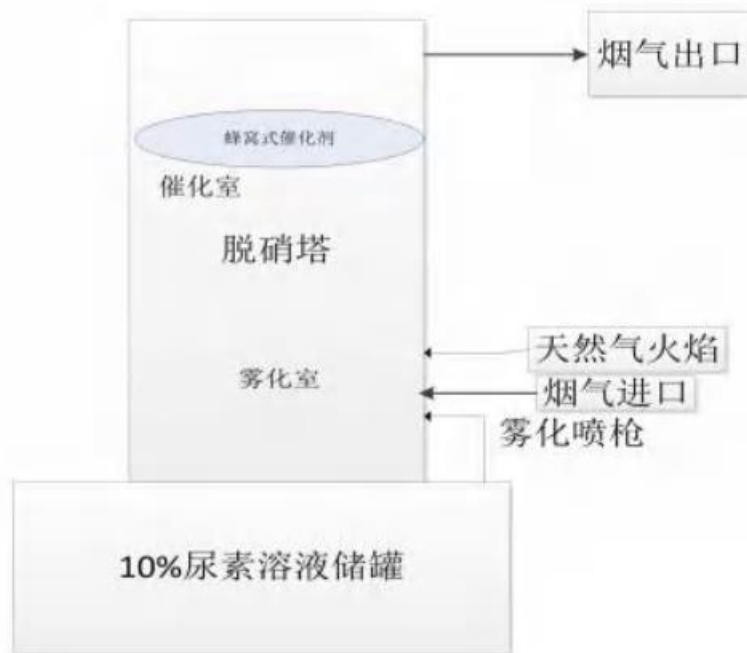 烟气出口
蜂窝式催化剂
催化室
脱硝塔
天然气火焰
雾化室
烟气进口
雾化喷枪
10%尿素溶液储罐